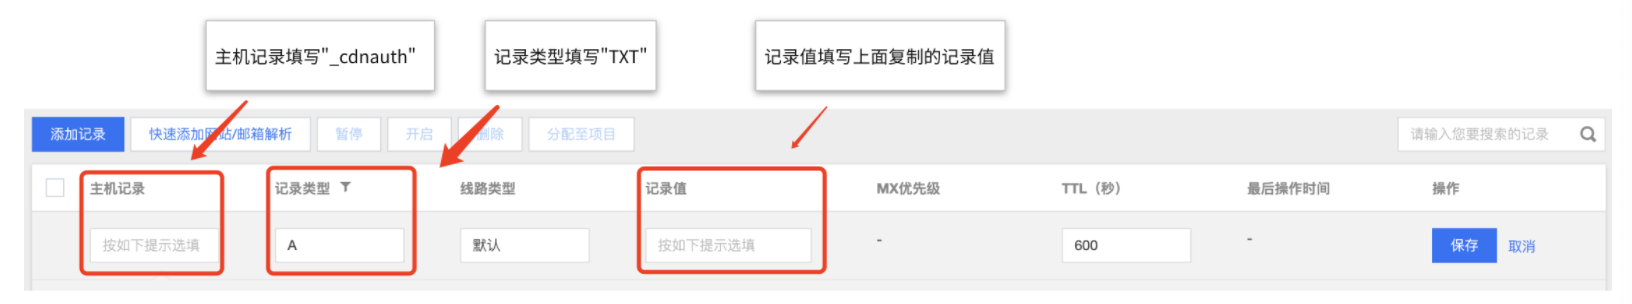 主机记录填写"_cdnauth"
记录类型填写"TXT"
记录值填写上面复制的记录值
添加记录
快速添加网站/邮箱解析
暂停
开启
删除
分配至项目
请输入您要搜索的记录
主机记录
记录类型
线路类型
记录值
MX优先级
TTL（秒）
最后操作时间
操作
按如下提示选填
A
默认
按如下提示选填
-
600
-
保存
取消